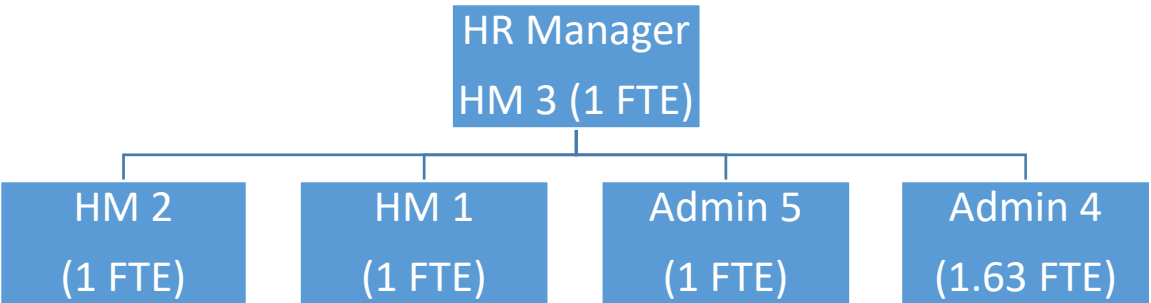 HR Manager
HM 3 (1 FTE)
HM 2
(1 FTE)
HM 1
(1 FTE)
Admin 5
(1 FTE)
Admin 4
(1.63 FTE)